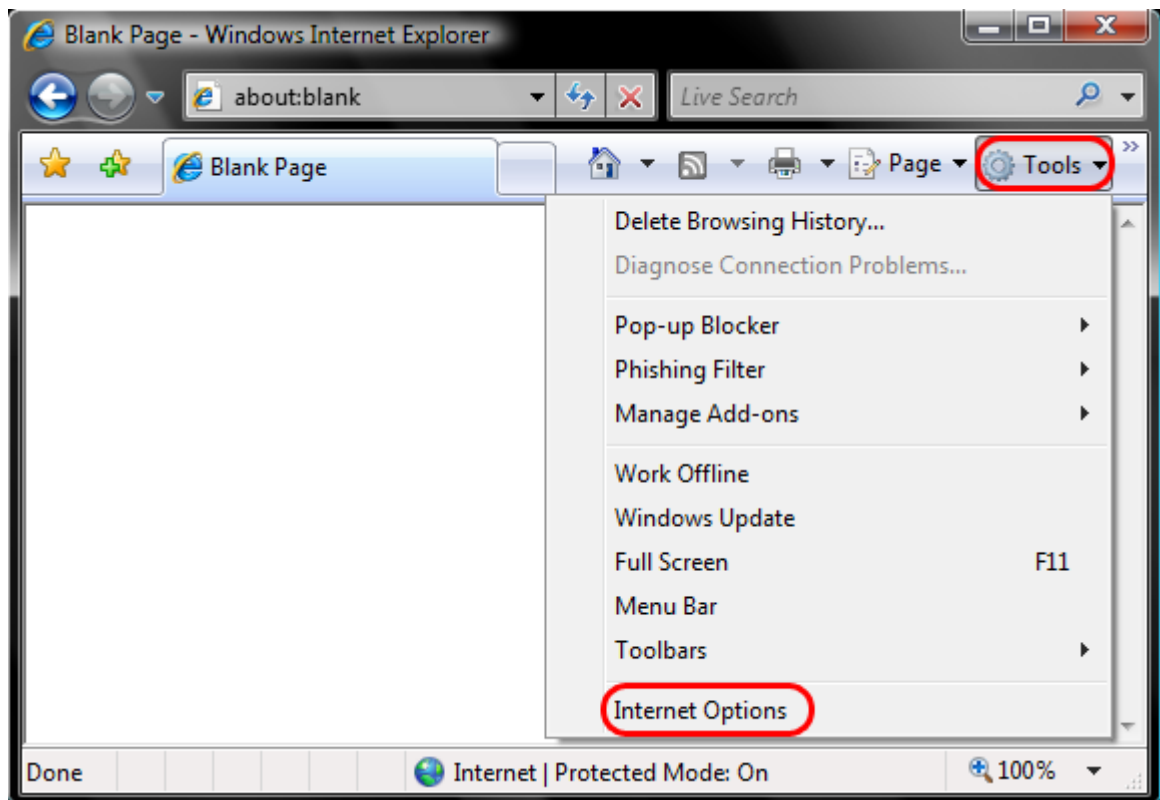 Blank Page - Windows Internet Explorer
about:blank
Live Search
Blank Page
Page
Tools
Delete Browsing History...
Diagnose Connection Problems...
Pop-up Blocker
Phishing Filter
Manage Add-ons
Work Offline
Windows Update
Full Screen F11
Menu Bar
Toolbars
Internet Options
Done
Internet | Protected Mode: On
100%